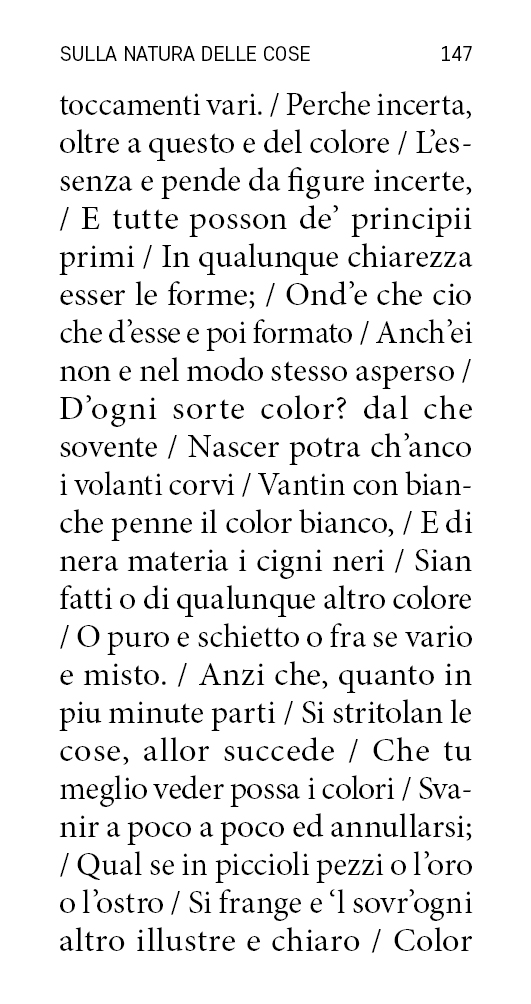 SULLA NATURA DELLE COSE 147
toccamenti vari. / Perche incerta,
oltre a questo e del colore / L’es-
senza e pende da figure incerte,
/ E tutte posson de’ principii
primi / In qualunque chiarezza
esser le forme; / Ond’e che cio
che d’esse e poi formato / Anch’ei
non e nel modo stesso asperso /
D’ogni sorte color? dal che
sovente / Nascer potra ch’anco
i volanti corvi / Vantin con bian-
che penne il color bianco, / E di
nera materia i cigni neri / Sian
fatti o di qualunque altro colore
/ O puro e schietto o fra se vario
e misto. / Anzi che, quanto in
piu minute parti / Si stritolan le
cose, allor succede / Che tu
meglio veder possa i colori / Sva-
nir a poco a poco ed annullarsi;
/ Qual se in piccioli pezzi o l’oro
o l’ostro / Si frange e ‘l sovr’ogni
altro illustre e chiaro / Color